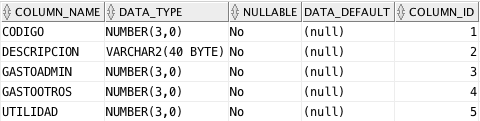 COLUMN_NAME DATA_TYPE NULLABLE DATA_DEFAULT COLUMN_ID
CODIGO NUMBER(3,0) No (null) 1
DESCRIPCION VARCHAR2(40 BYTE) No (null) 2
GASTOADMIN NUMBER(3,0) No (null) 3
GASTOOTROS NUMBER(3,0) No (null) 4
UTILIDAD NUMBER(3,0) No (null) 5